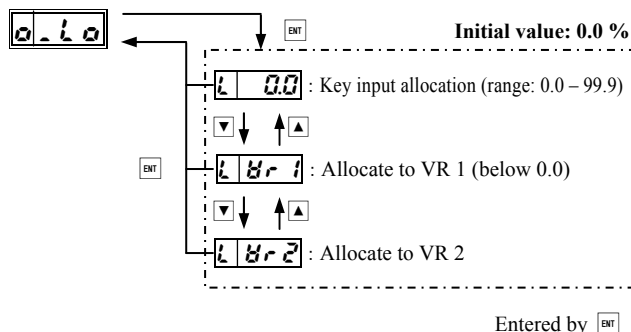 o_Lo
ENT
Initial value: 0.0 %
L 0.0 : Key input allocation (range: 0.0 – 99.9)
▼ ▲
ENT
L Vr 1 : Allocate to VR 1 (below 0.0)
▼ ▲
L Vr 2 : Allocate to VR 2
Entered by ENT